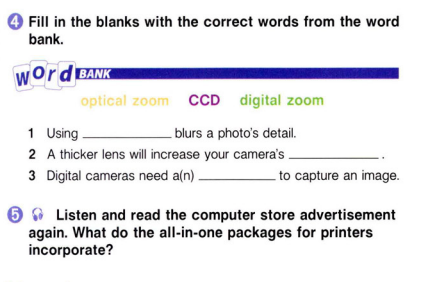 4 Fill in the blanks with the correct words from the word
bank.
word BANK
optical zoom CCD digital zoom
1 Using ____________ blurs a photo's detail.
2 A thicker lens will increase your camera's ____________ .
3 Digital cameras need a(n) __________ to capture an image.
5 Listen and read the computer store advertisement
again. What do the all-in-one packages for printers
incorporate?